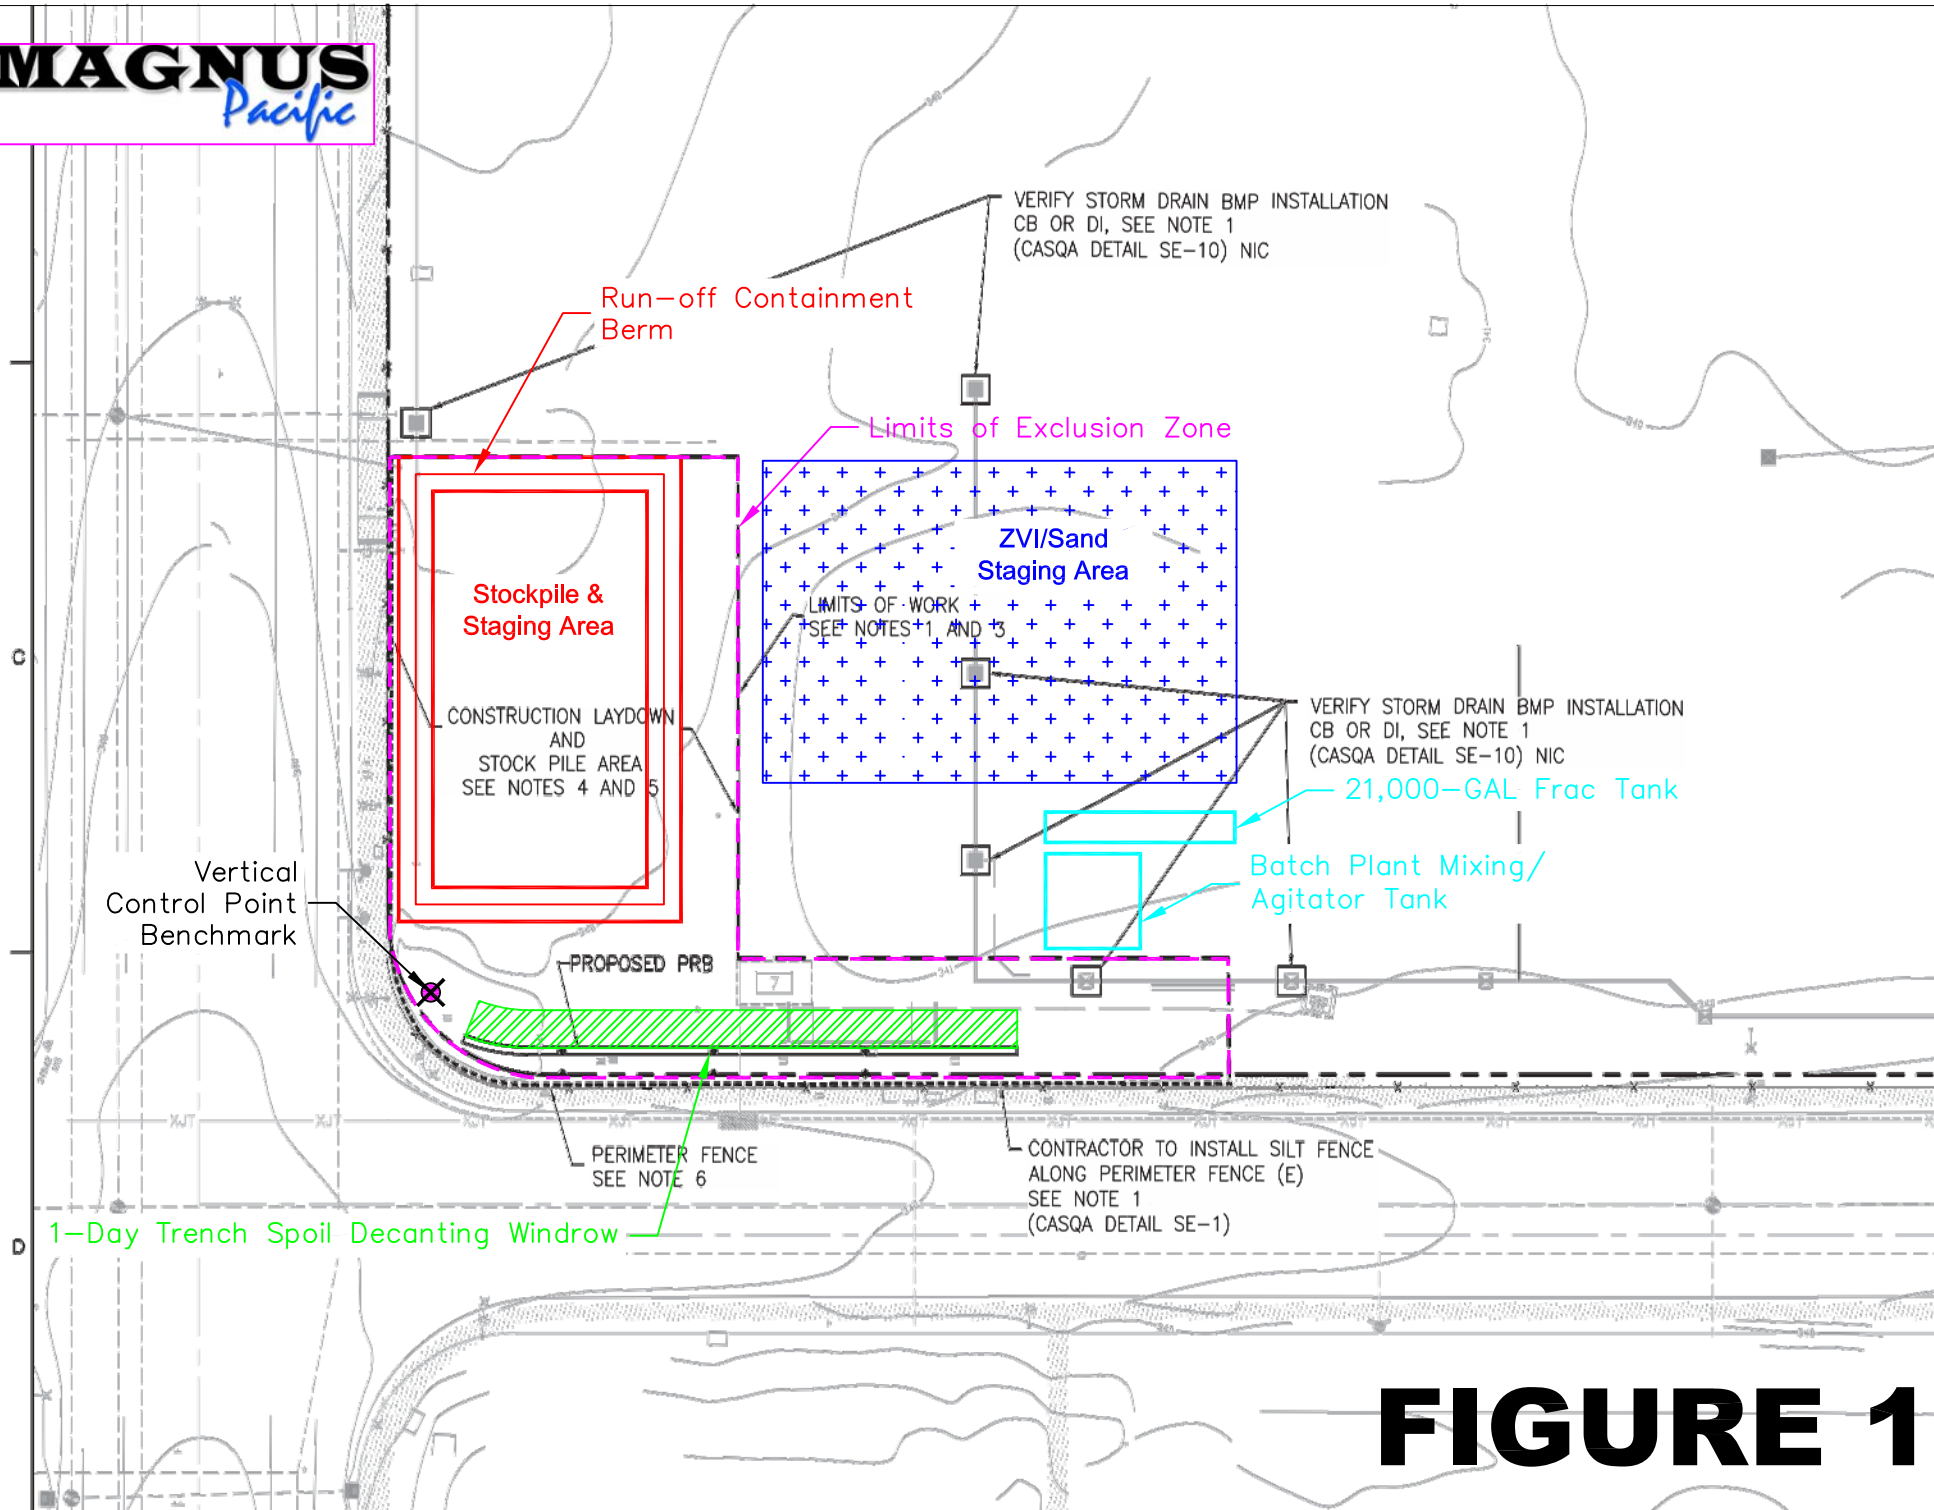 MAGNUS
Pacific
VERIFY STORM DRAIN BMP INSTALLATION
CB OR DI, SEE NOTE 1
(CASQA DETAIL SE-10) NIC
Run-off Containment
Berm
Limits of Exclusion Zone
ZVI/Sand
Staging Area
Stockpile &
Staging Area
LIMITS OF WORK
SEE NOTES 1 AND 3
C
CONSTRUCTION LAYDOWN
AND
STOCK PILE AREA
SEE NOTES 4 AND 5
VERIFY STORM DRAIN BMP INSTALLATION
CB OR DI, SEE NOTE 1
(CASQA DETAIL SE-10) NIC
21,000-GAL Frac Tank
Batch Plant Mixing/
Agitator Tank
Vertical
Control Point
Benchmark
PROPOSED PRB
7
341
PERIMETER FENCE
SEE NOTE 6
CONTRACTOR TO INSTALL SILT FENCE
ALONG PERIMETER FENCE (E)
SEE NOTE 1
(CASQA DETAIL SE-1)
1-Day Trench Spoil Decanting Windrow
D
FIGURE 1